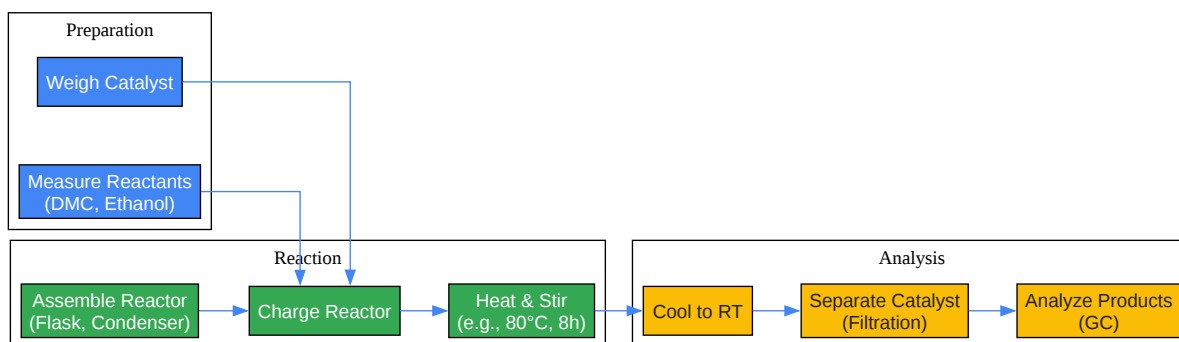 Preparation
Weigh Catalyst
Measure Reactants
(DMC, Ethanol)
Reaction
Assemble Reactor
(Flask, Condenser)
Charge Reactor
Heat & Stir
(e.g., 80°C, 8h)
Analysis
Cool to RT
Separate Catalyst
(Filtration)
Analyze Products
(GC)